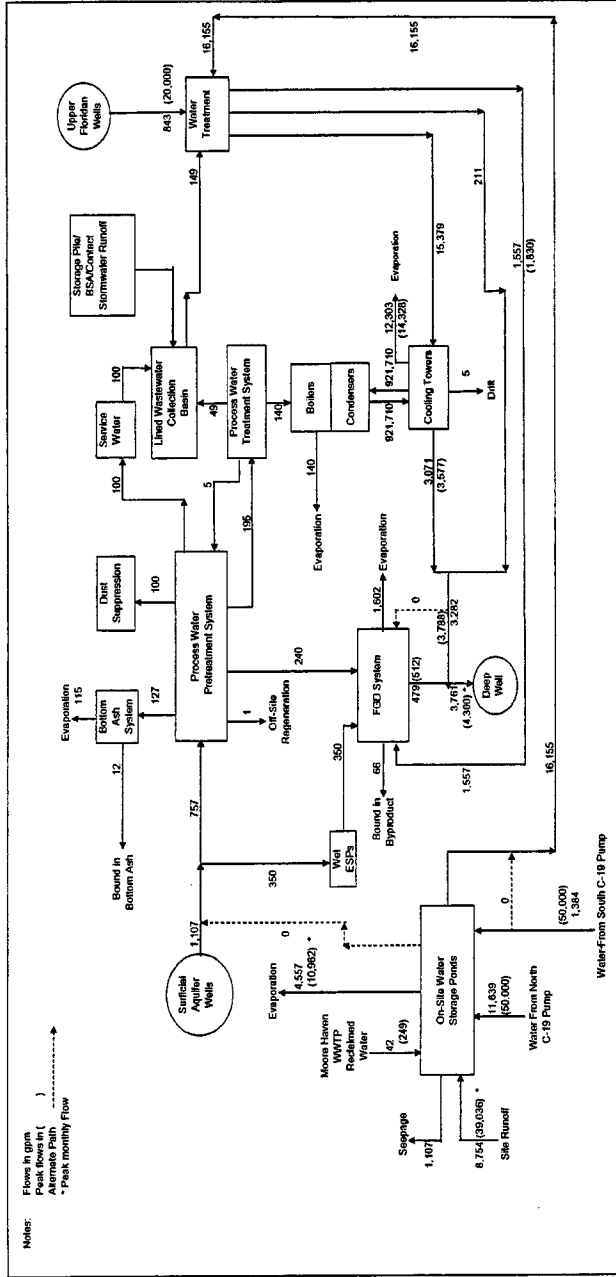 Notes:
Flows in gpm
Peak flows in ( )
Alternate Path
* Peak monthly Flow
Upper
Floridan
Wells
843 (20,000)
16,155
16,155
Water
Treatment
149
Storage Pile/
BSA/Contact
Stormwater Runoff
Service
Water
100
100
Lined Wastewater
Collection
Basin
49
Process Water
Treatment System
5
195
140
Boilers
Condensers
140
Evaporation
921,710
921,710
Evaporation
12,303
(14,328)
15,379
Cooling Towers
5
Drift
3,071
(3,577)
211
1,557
(1,830)
Dust
Suppression
100
Process Water
Pretreatment System
Evaporation
115
Bottom Ash
System
127
12
Bound in
Bottom Ash
240
1
Off-Site
Regeneration
757
FGD System
Evaporation
1,602
0
479 (512)
(3,788)
3,282
3,761
(4,300) *
Deep
Well
66
Bound in
Byproduct
1,557
350
Wet
ESPs
350
1,107
Surficial
Aquifer
Wells
0
Evaporation
4,557
(10,962) *
Moore Haven
WWTP
Reclaimed
Water
42
(249)
On-Site Water
Storage Ponds
16,155
0
(50,000)
1,384
Water From South C-19 Pump
11,639
(50,000)
Water From North
C-19 Pump
Seepage
1,107
8,754 (39,036) *
Site Runoff